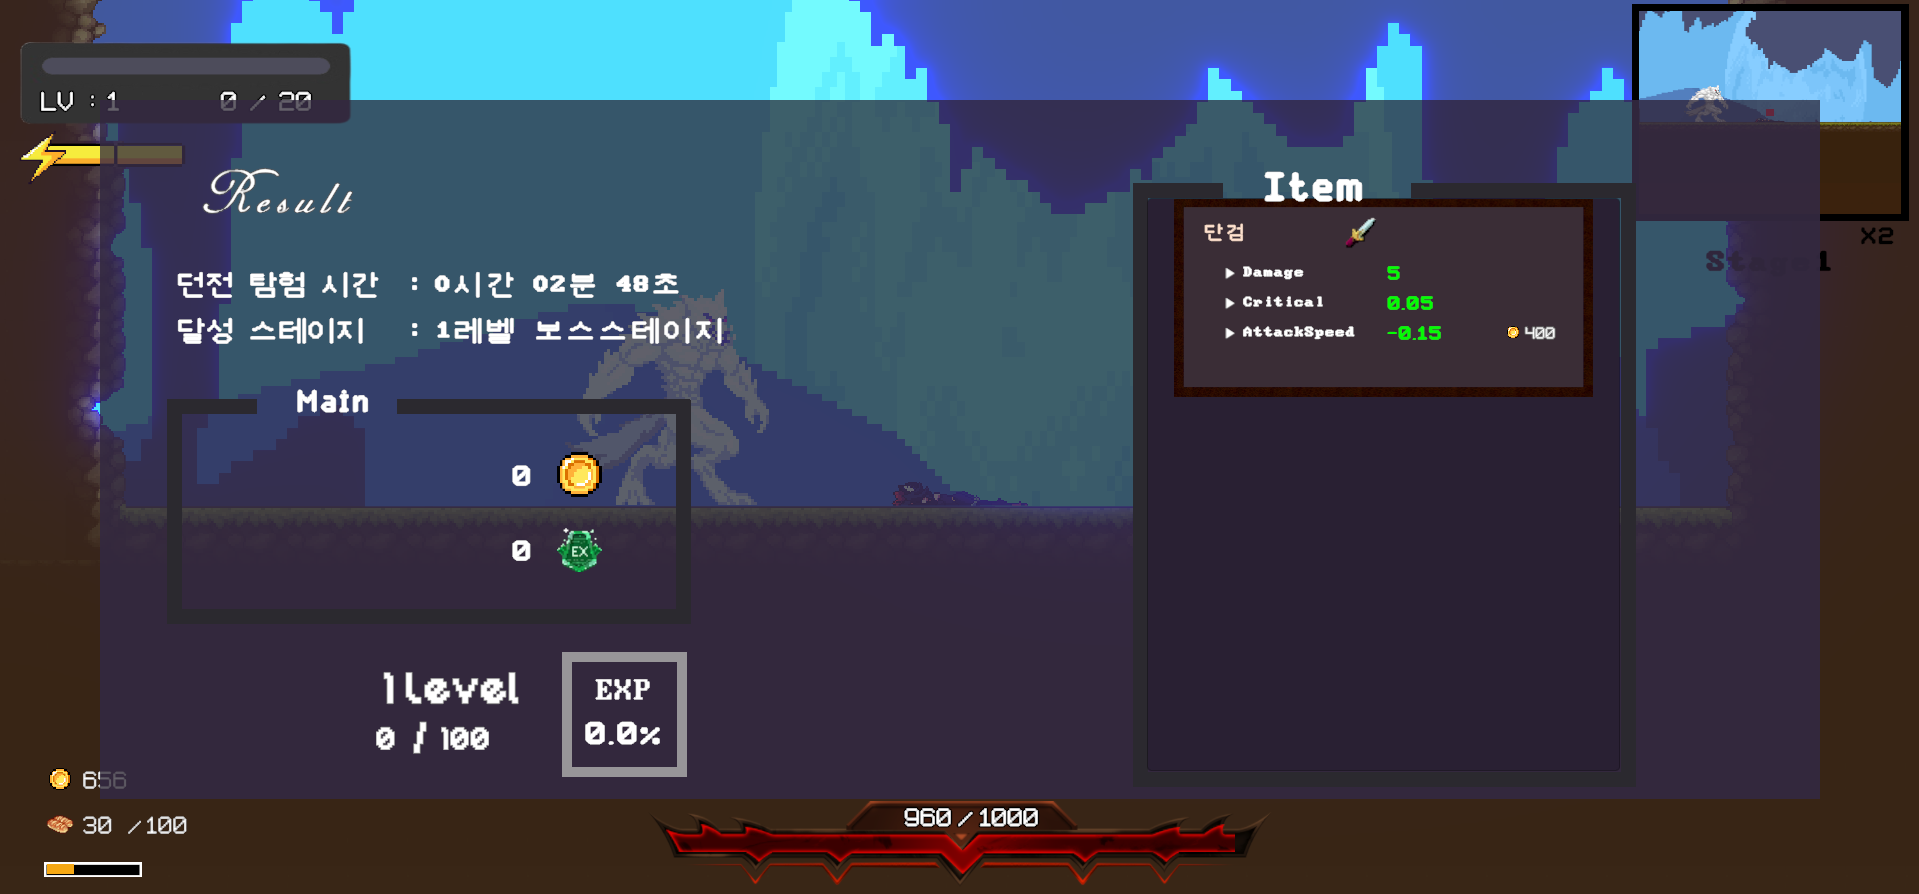 LV : 1 0 / 20
Result
던전 탐험 시간 : 0시간 02분 48초
달성 스테이지 : 1레벨 보스스테이지
Main
0
0
EX
1level
0 / 100
EXP
0.0%
Item
단검
Damage 5
Critical 0.05
AttackSpeed -0.15 400
X2
Stage1
656
30 /100
960/1000